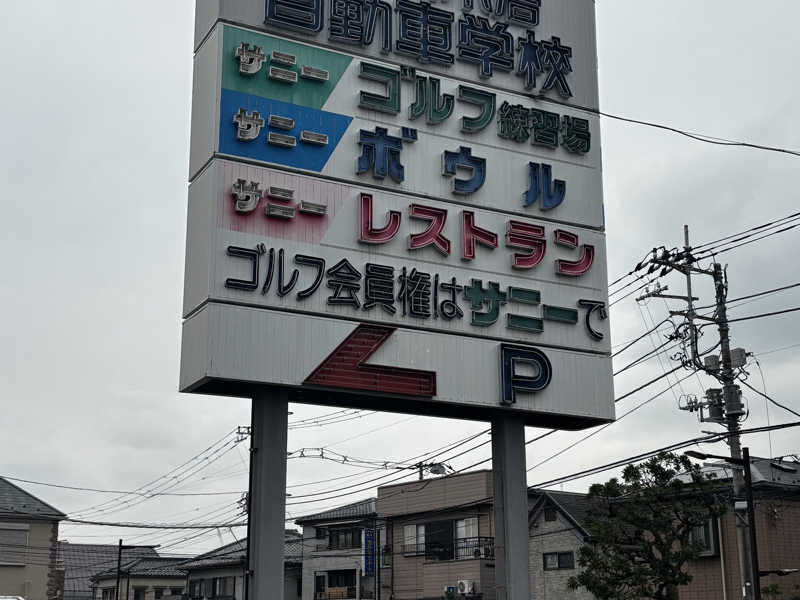 自動車学校
サニー ゴルフ練習場
サニー ボウル
サニー レストラン
ゴルフ会員権はサニーで
P